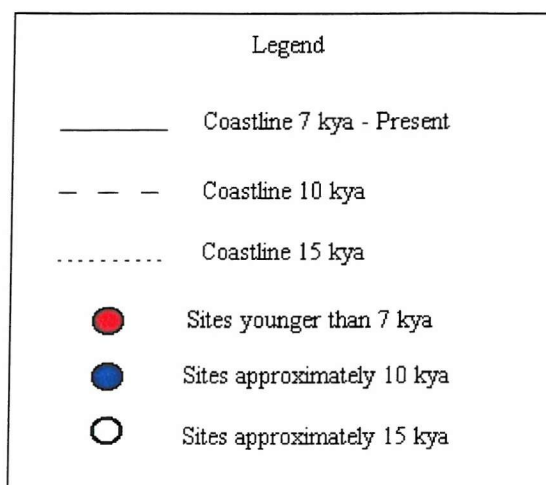 Legend
Coastline 7 kya - Present
Coastline 10 kya
Coastline 15 kya
Sites younger than 7 kya
Sites approximately 10 kya
Sites approximately 15 kya